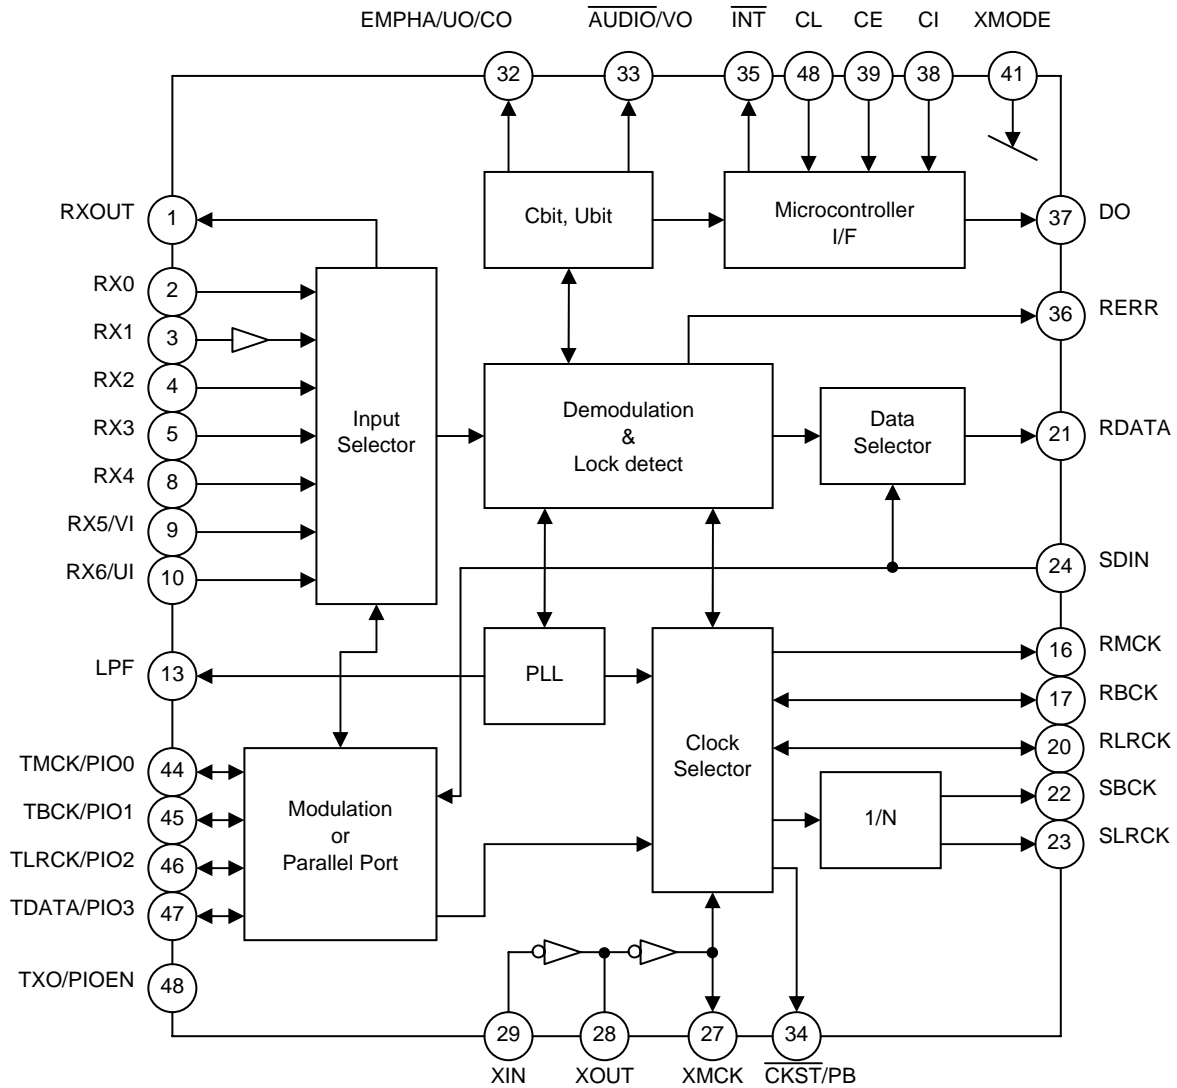 EMPHA/UO/CO
AUDIO/VO
INT
CL
CE
CI
XMODE
32
33
35
48
39
38
41
RXOUT
1
Cbit, Ubit
Microcontroller
I/F
37
DO
RX0
2
RX1
3
RX2
4
RX3
5
RX4
8
RX5/VI
9
RX6/UI
10
Input
Selector
Demodulation
&
Lock detect
Data
Selector
36
RERR
21
RDATA
24
SDIN
LPF
13
PLL
Clock
Selector
16
RMCK
17
RBCK
20
RLRCK
22
SBCK
23
SLRCK
1/N
TMCK/PIO0
44
TBCK/PIO1
45
TLRCK/PIO2
46
TDATA/PIO3
47
TXO/PIOEN
48
Modulation
or
Parallel Port
29
28
27
34
XIN
XOUT
XMCK
CKST/PB